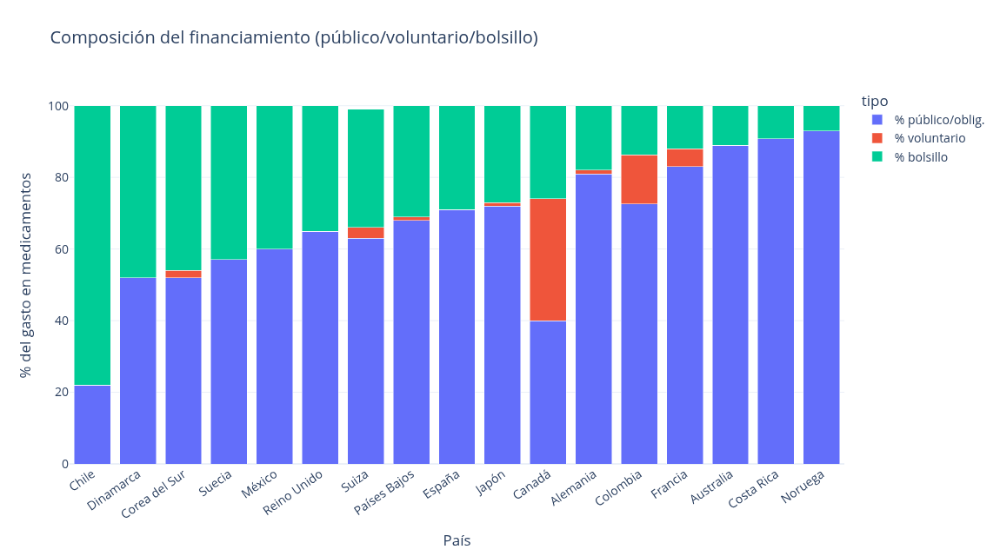 Composición del financiamiento (público/voluntario/bolsillo)
tipo
% público/oblig.
% voluntario
% bolsillo
% del gasto en medicamentos
100
80
60
40
20
0
Chile
Dinamarca
Corea del Sur
Suecia
México
Reino Unido
Suiza
Países Bajos
España
Japón
Canadá
Alemania
Colombia
Francia
Australia
Costa Rica
Noruega
País